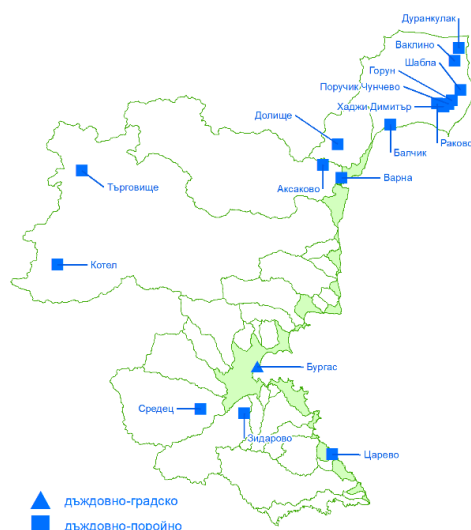 Дуранкулак
Ваклино
Шабла
Горун
Поручик Чунчево
Хаджи Димитър
Долище
Раково
Балчик
Аксаково
Варна
Търговище
Котел
Бургас
Средец
Зидарово
Царево
дъждовно-градско
дъждовно-поройно